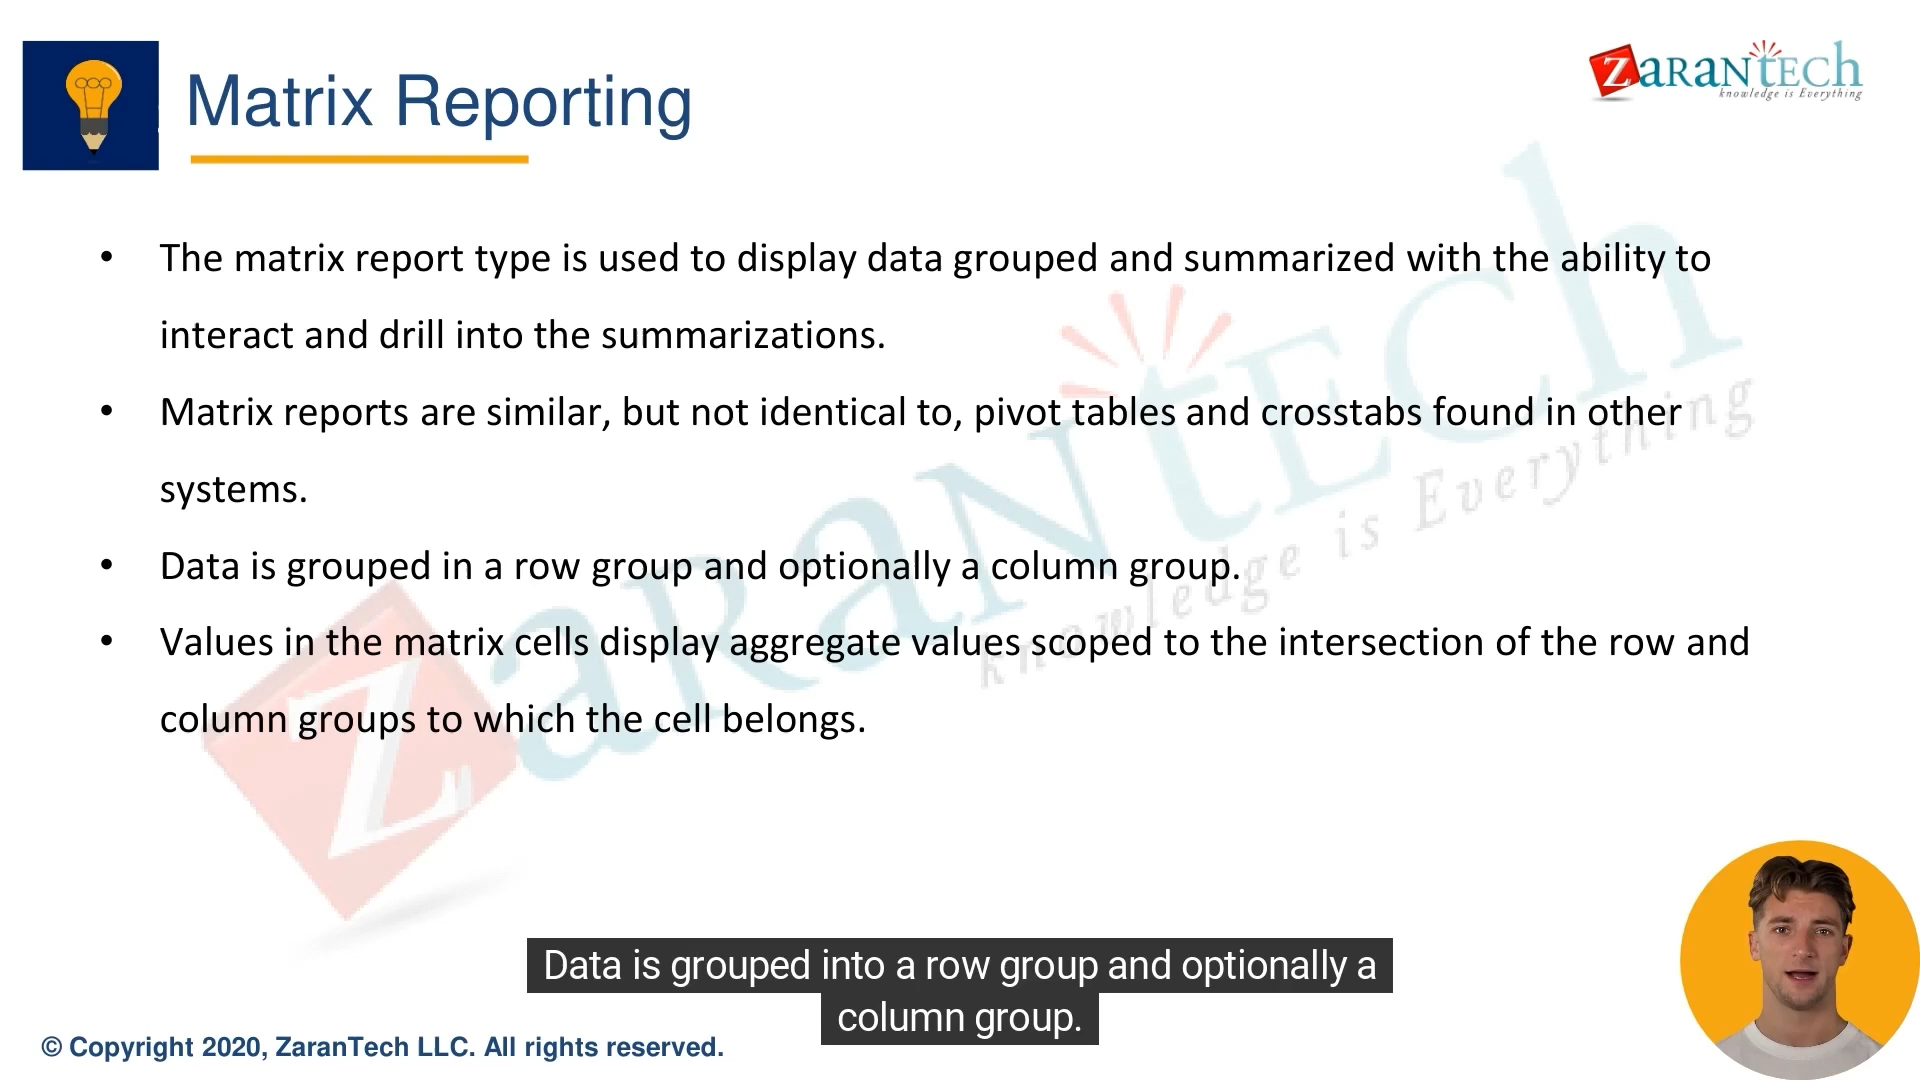 Matrix Reporting
ZARANTECH
knowledge is Everything
• The matrix report type is used to display data grouped and summarized with the ability to
interact and drill into the summarizations.
• Matrix reports are similar, but not identical to, pivot tables and crosstabs found in other
systems.
• Data is grouped in a row group and optionally a column group.
• Values in the matrix cells display aggregate values scoped to the intersection of the row and
column groups to which the cell belongs.
ZARANTECH
knowledge is Everything
Data is grouped into a row group and optionally a
column group.
© Copyright 2020, ZaranTech LLC. All rights reserved.